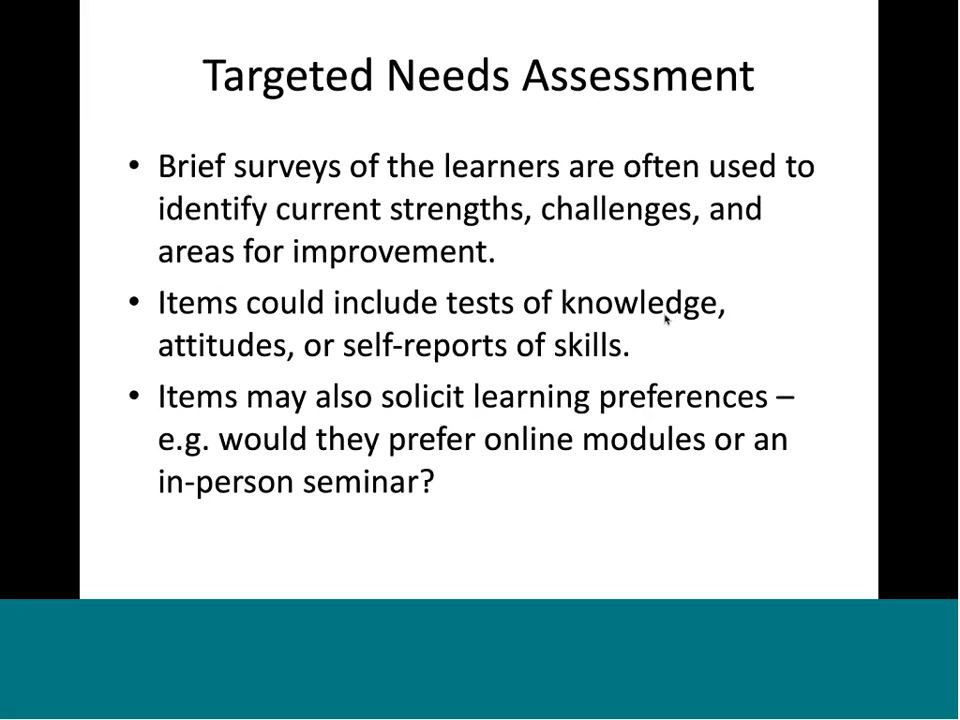 Targeted Needs Assessment
• Brief surveys of the learners are often used to
identify current strengths, challenges, and
areas for improvement.
• Items could include tests of knowledge,
attitudes, or self-reports of skills.
• Items may also solicit learning preferences –
e.g. would they prefer online modules or an
in-person seminar?